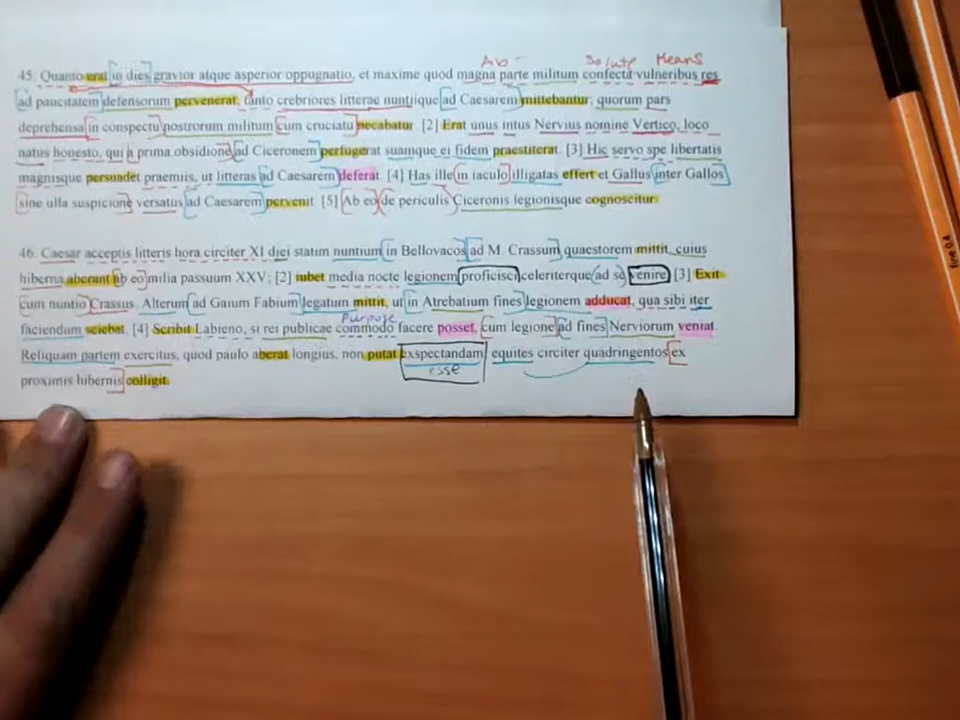 Ab- Solute Means
45. Quanto erat in dies gravior atque asperior oppugnatio, et maxime quod magna parte militum confecta vulneribus res
ad paucitatem defensorum pervenerat, tanto crebriores litterae nuntiique ad Caesarem mittebantur; quorum pars
deprehensa in conspectu nostrorum militum cum cruciatu necabatur. [2] Erat unus intus Nervius nomine Vertico, loco
natus honesto, qui a prima obsidione ad Ciceronem perfugerat suamque ei fidem praestiterat. [3] Hic servo spe libertatis
magnisque persuadet praemiis, ut litteras ad Caesarem deferat. [4] Has ille in iaculo illigatas effert et Gallus inter Gallos
sine ulla suspicione versatus ad Caesarem pervenit. [5] Ab eo de periculis Ciceronis legionisque cognoscitur.
46. Caesar acceptis litteris hora circiter XI diei statim nuntium in Bellovacos ad M. Crassum quaestorem mittit, cuius
hiberna aberant ab eo milia passuum XXV; [2] iubet media nocte legionem proficisci celeriterque ad se venire. [3] Exit
cum nuntio Crassus. Alterum ad Gaium Fabium legatum mittit, ut in Atrebatium fines legionem adducat, qua sibi iter
faciendum sciebat. [4] Scribit Labieno, si rei publicae commodo facere posset, cum legione ad fines Nerviorum veniat.
Purpose
Reliquam partem exercitus, quod paulo aberat longius, non putat exspectandam; equites circiter quadringentos ex
esse
proximis hibernis colligit.
fine 0.4